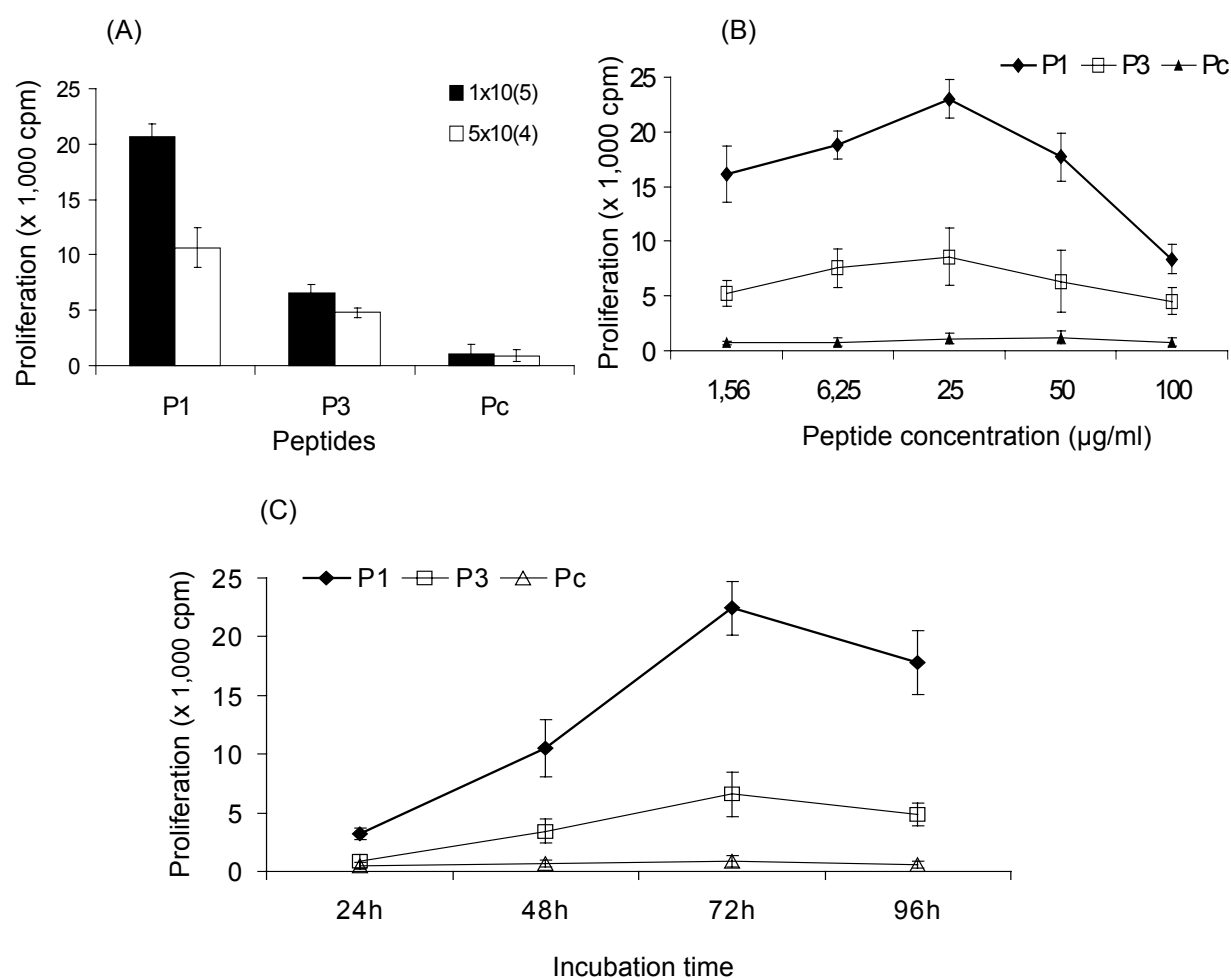 (A)
Proliferation (x 1,000 cpm)
25
20
15
10
5
0
1x10(5)
5x10(4)
P1 P3 Pc
Peptides
(B)
P1 P3 Pc
Proliferation (x 1,000 cpm)
25
20
15
10
5
0
1,56 6,25 25 50 100
Peptide concentration (µg/ml)
(C)
P1 P3 Pc
Proliferation (x 1,000 cpm)
25
20
15
10
5
0
24h 48h 72h 96h
Incubation time